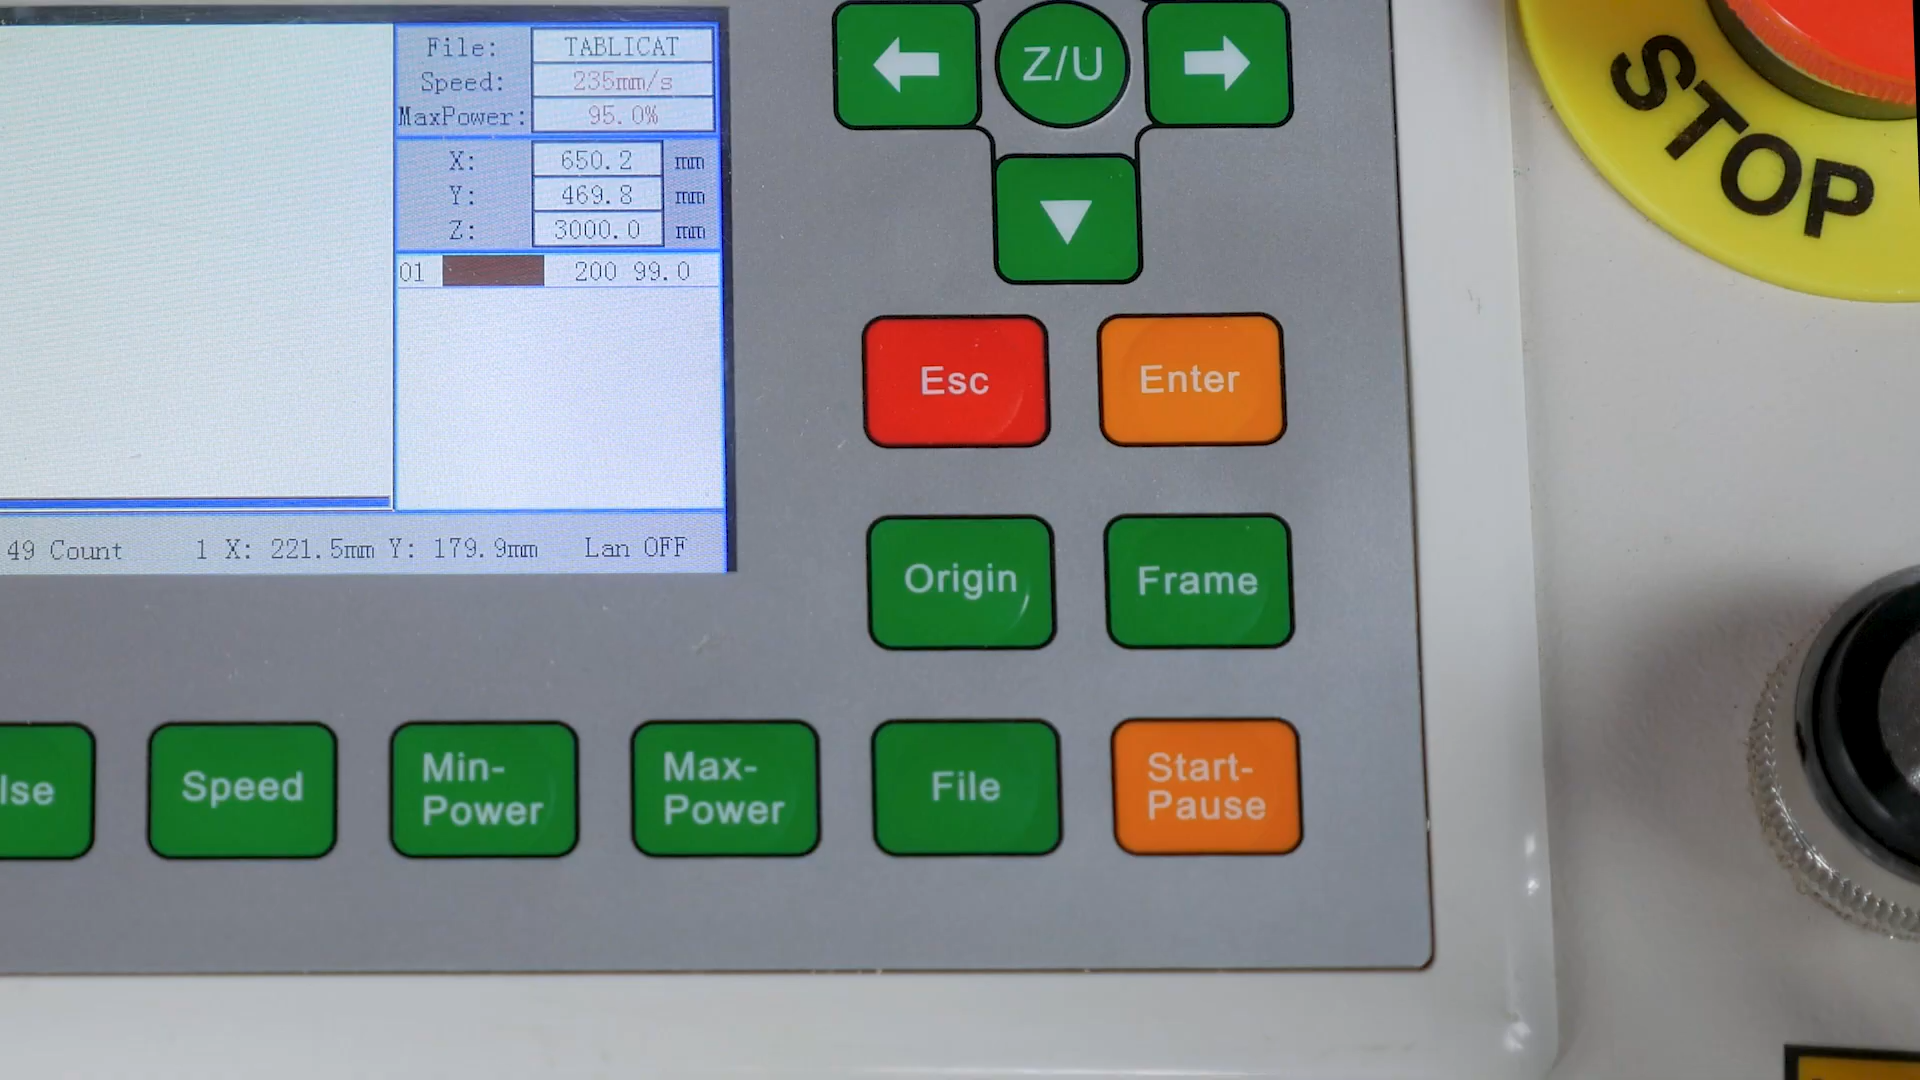 File: TABLICAT
Speed: 235mm/s
MaxPower: 95.0%
X: 650.2 mm
Y: 469.8 mm
Z: 3000.0 mm
01 200 99.0
49 Count 1 X: 221.5mm Y: 179.9mm Lan OFF
Z/U
STOP
Esc
Enter
Origin
Frame
lse
Speed
Min-
Power
Max-
Power
File
Start-
Pause